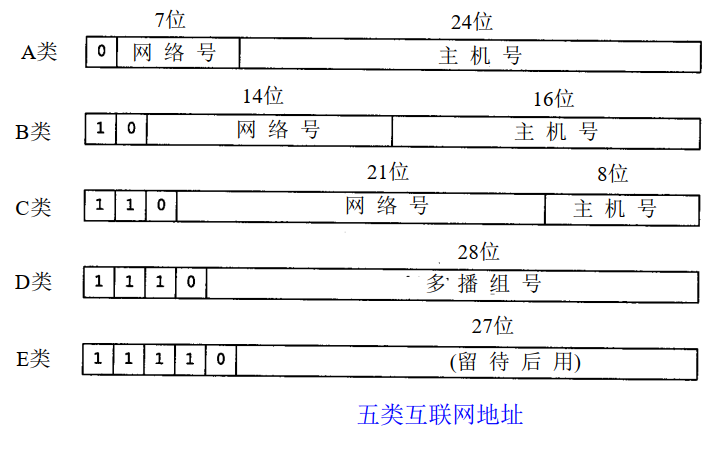 7位 24位
A类 0 网络号 主机号
14位 16位
B类 1 0 网络号 主机号
21位 8位
C类 1 1 0 网络号 主机号
28位
D类 1 1 1 0 多播组号
27位
E类 1 1 1 1 0 (留待后用)
五类互联网地址